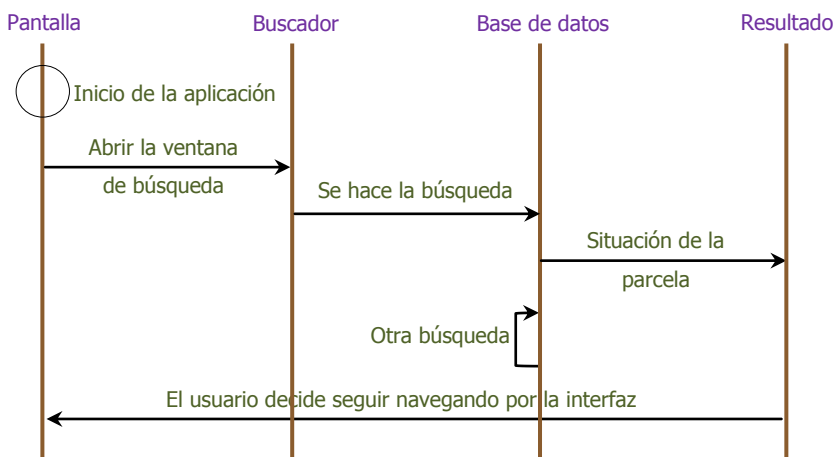 Pantalla
Buscador
Base de datos
Resultado
Inicio de la aplicación
Abrir la ventana
de búsqueda
Se hace la búsqueda
Situación de la
parcela
Otra búsqueda
El usuario decide seguir navegando por la interfaz